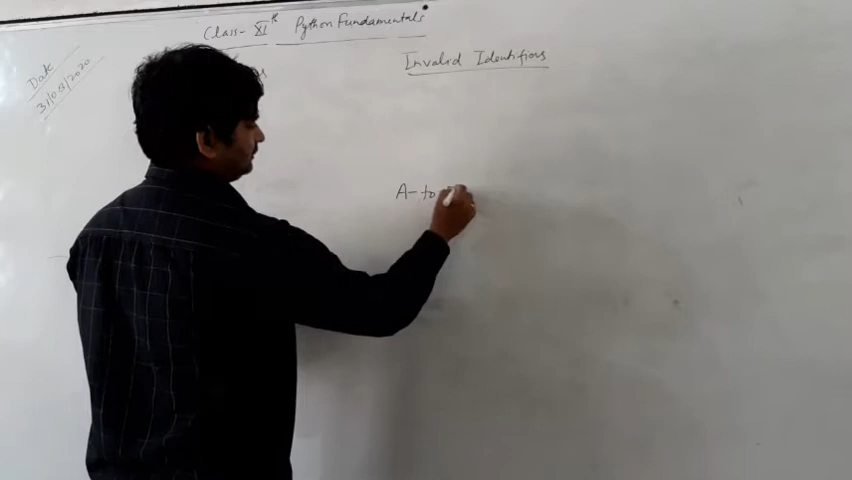 Class- XIth Python Fundamentals
Date
Invalid Identifiers
31/05/2020
A- to